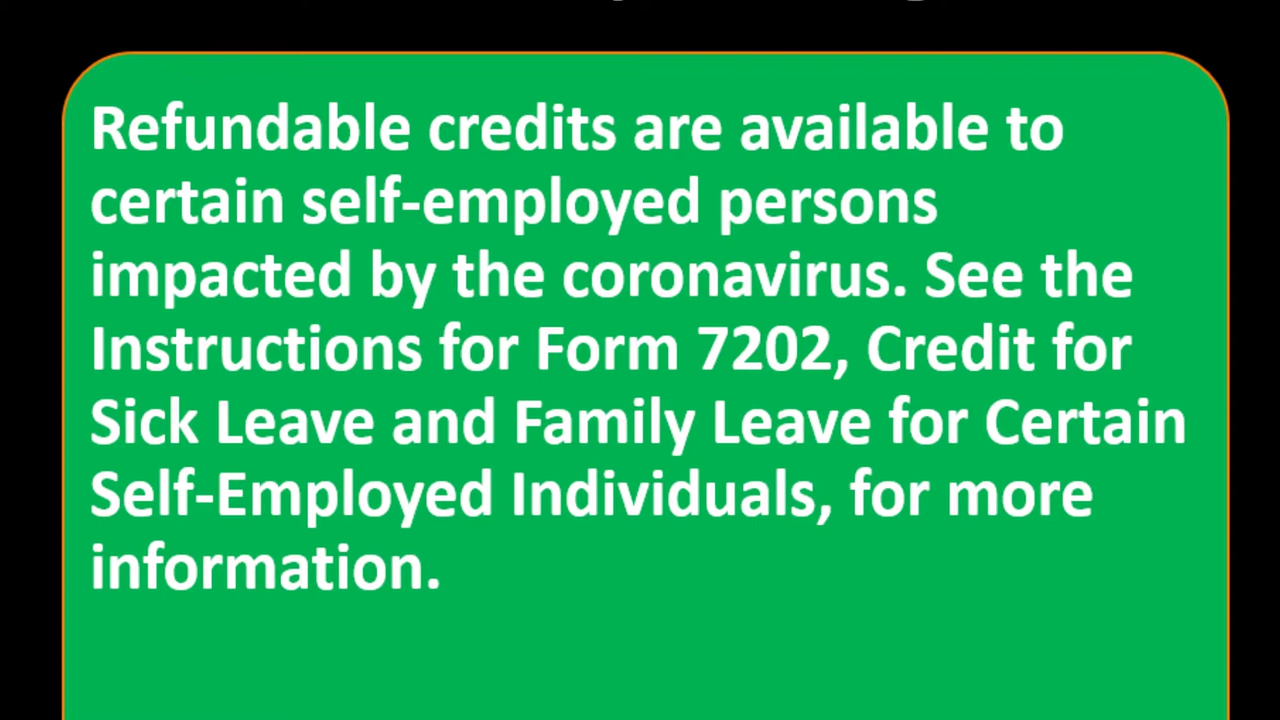 Refundable credits are available to
certain self-employed persons
impacted by the coronavirus. See the
Instructions for Form 7202, Credit for
Sick Leave and Family Leave for Certain
Self-Employed Individuals, for more
information.